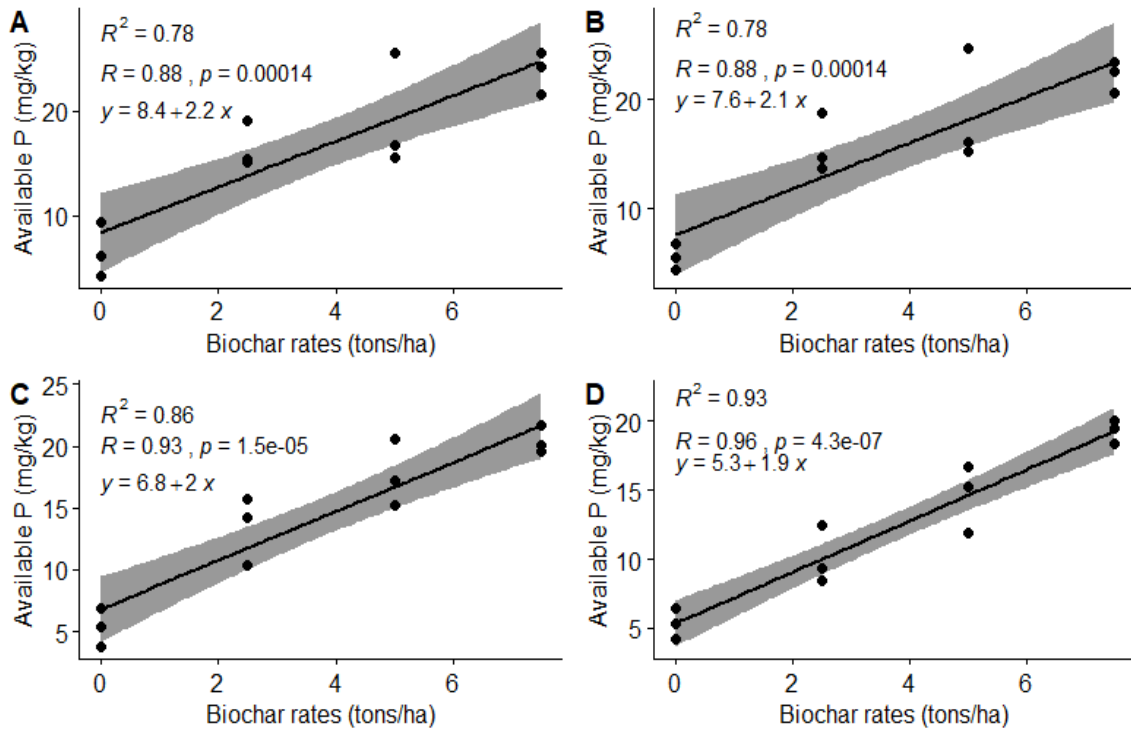 A
R² = 0.78
R = 0.88 , p = 0.00014
y = 8.4 + 2.2 x
Available P (mg/kg)
20
10
0 2 4 6
Biochar rates (tons/ha)
B
R² = 0.78
R = 0.88 , p = 0.00014
y = 7.6 + 2.1 x
Available P (mg/kg)
20
10
0 2 4 6
Biochar rates (tons/ha)
C
R² = 0.86
R = 0.93 , p = 1.5e-05
y = 6.8 + 2 x
Available P (mg/kg)
25
20
15
10
5
0 2 4 6
Biochar rates (tons/ha)
D
R² = 0.93
R = 0.96 , p = 4.3e-07
y = 5.3 + 1.9 x
Available P (mg/kg)
20
15
10
5
0 2 4 6
Biochar rates (tons/ha)